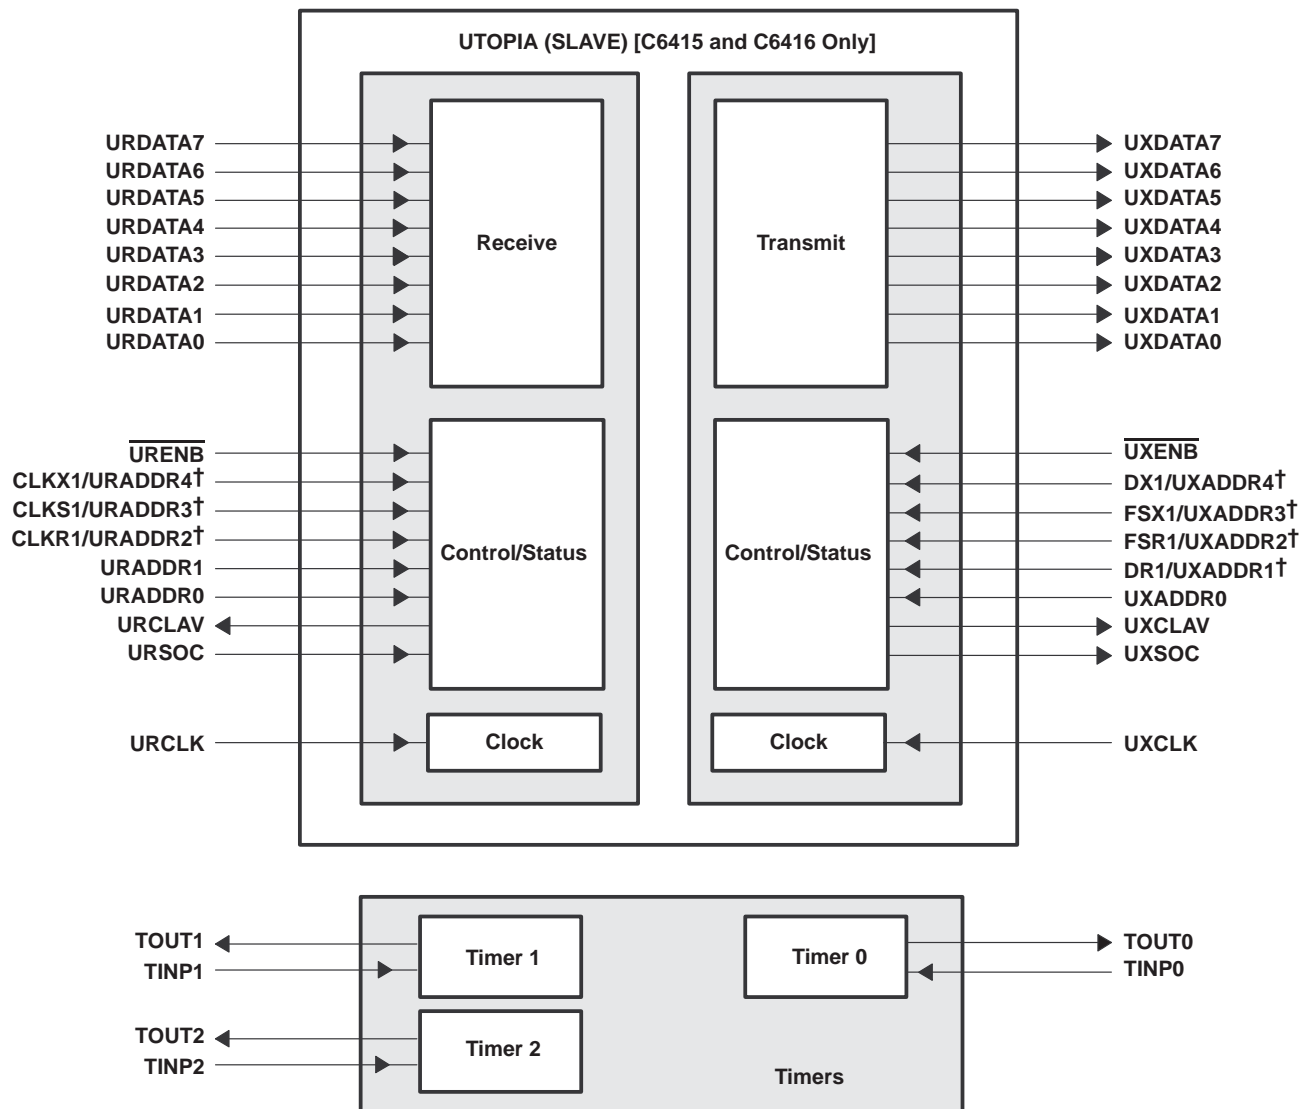 UTOPIA (SLAVE) [C6415 and C6416 Only]
URDATA7
URDATA6
URDATA5
URDATA4
URDATA3
URDATA2
URDATA1
URDATA0
Receive
Transmit
UXDATA7
UXDATA6
UXDATA5
UXDATA4
UXDATA3
UXDATA2
UXDATA1
UXDATA0
URENB
CLKX1/URADDR4†
CLKS1/URADDR3†
CLKR1/URADDR2†
URADDR1
URADDR0
URCLAV
URSOC
Control/Status
Control/Status
UXENB
DX1/UXADDR4†
FSX1/UXADDR3†
FSR1/UXADDR2†
DR1/UXADDR1†
UXADDR0
UXCLAV
UXSOC
URCLK
Clock
Clock
UXCLK
TOUT1
TINP1
Timer 1
Timer 0
TOUT0
TINP0
TOUT2
TINP2
Timer 2
Timers